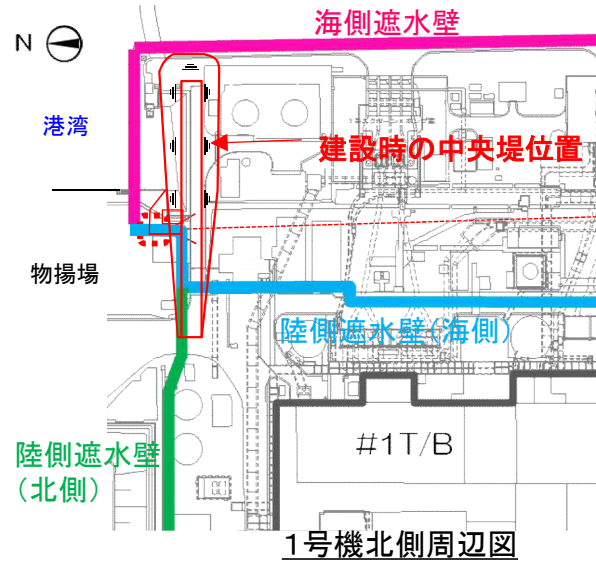 海側遮水壁
N
港湾
建設時の中央堤位置
物揚場
陸側遮水壁(海側)
#1T/B
陸側遮水壁
(北側)
1号機北側周辺図